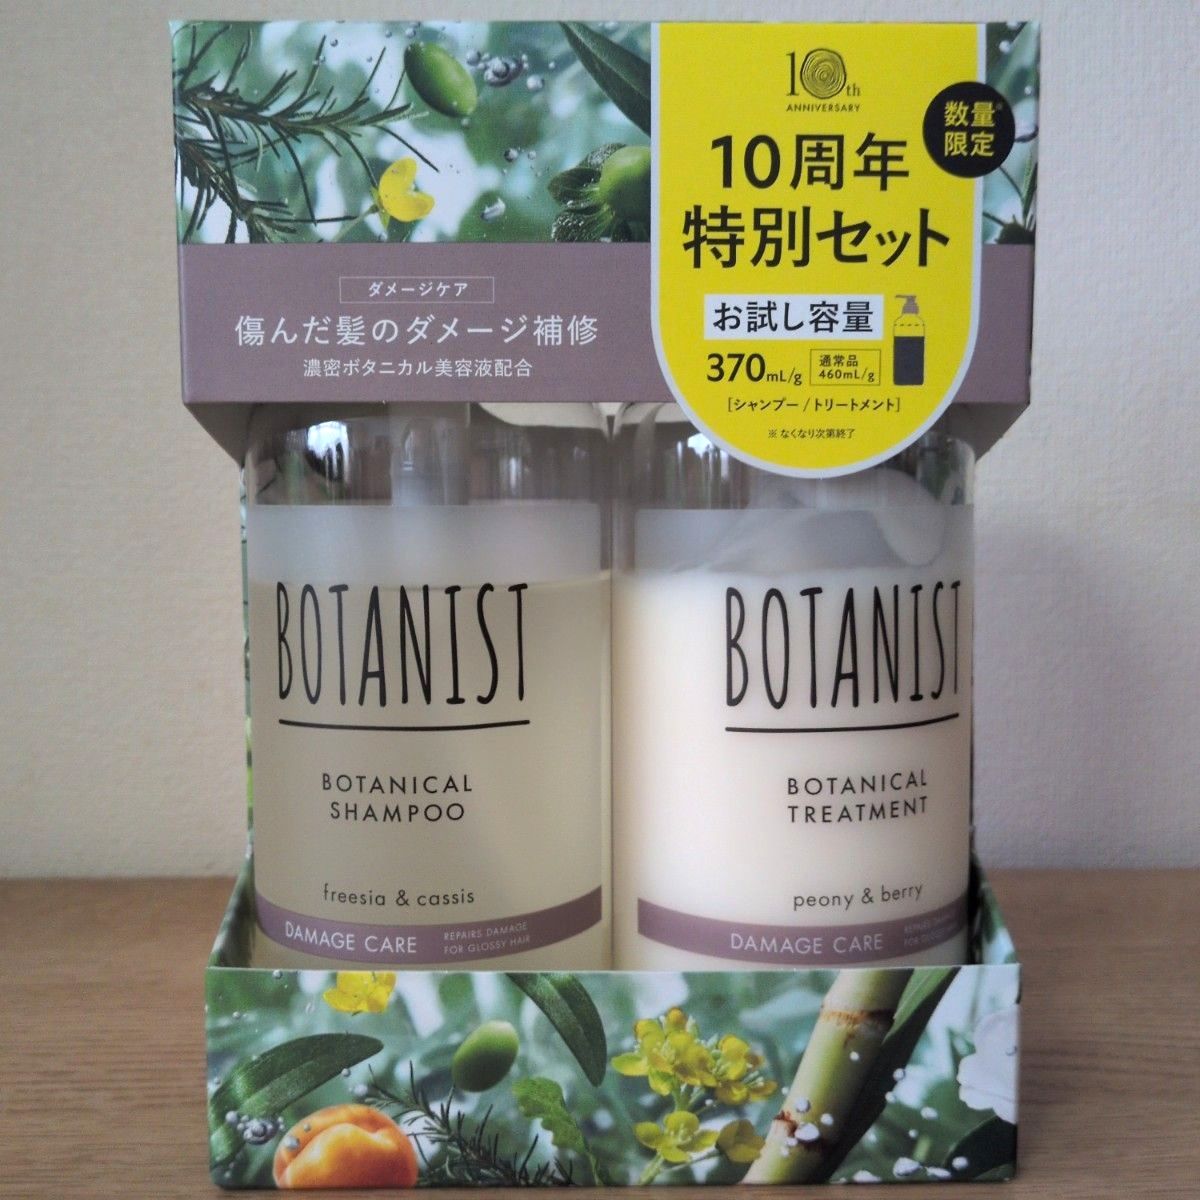 10th
ANNIVERSARY
数量※
限定
10周年
特別セット
お試し容量
370mL/g
通常品
460mL/g
[シャンプー/トリートメント]
※なくなり次第終了
ダメージケア
傷んだ髪のダメージ補修
濃密ボタニカル美容液配合
BOTANIST
BOTANICAL
SHAMPOO
freesia & cassis
DAMAGE CARE
REPAIRS DAMAGE
FOR GLOSSY HAIR
BOTANIST
BOTANICAL
TREATMENT
peony & berry
DAMAGE CARE
REPAIRS DAMAGE
FOR GLOSSY